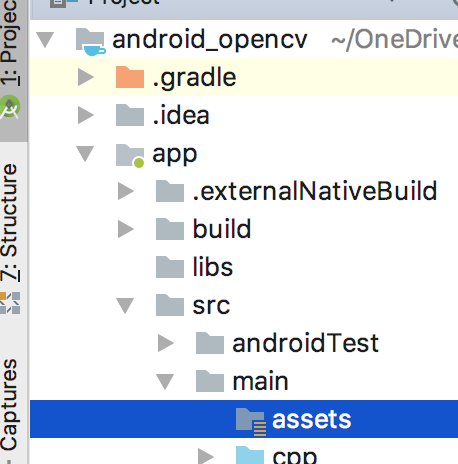 Project
1: Projec
android_opencv ~/OneDrive
.gradle
.idea
app
.externalNativeBuild
build
libs
7: Structure
src
androidTest
main
assets
Captures
cpp